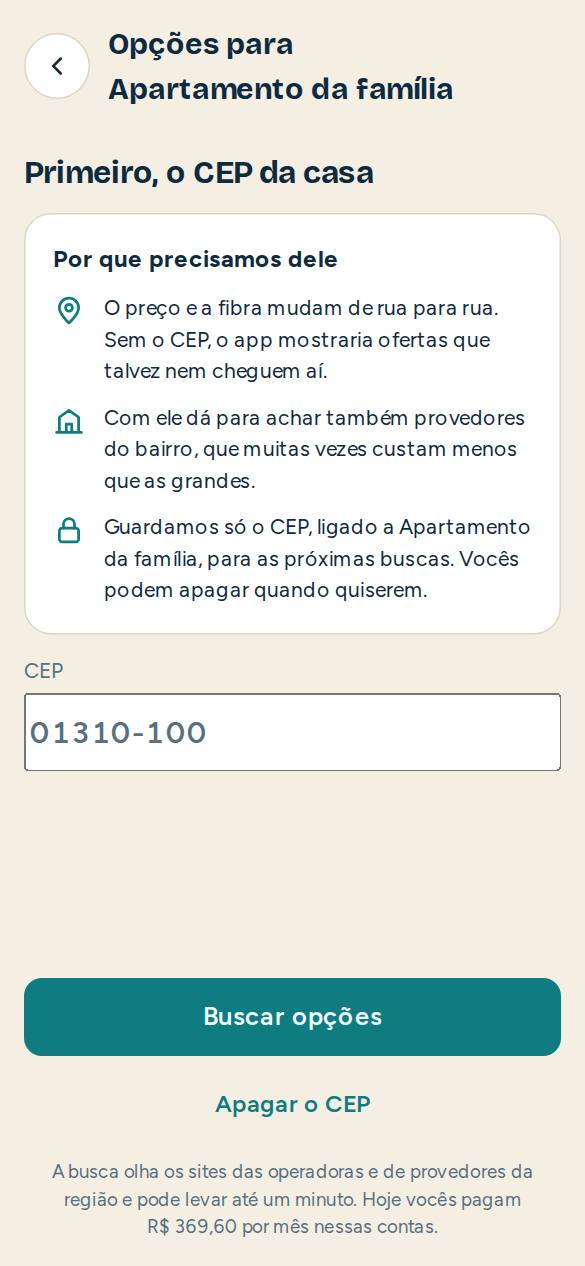 Opções para
Apartamento da família
Primeiro, o CEP da casa
Por que precisamos dele
O preço e a fibra mudam de rua para rua.
Sem o CEP, o app mostraria ofertas que
talvez nem cheguem aí.
Com ele dá para achar também provedores
do bairro, que muitas vezes custam menos
que as grandes.
Guardamos só o CEP, ligado a Apartamento
da família, para as próximas buscas. Vocês
podem apagar quando quiserem.
CEP
01310-100
Buscar opções
Apagar o CEP
A busca olha os sites das operadoras e de provedores da
região e pode levar até um minuto. Hoje vocês pagam
R$ 369,60 por mês nessas contas.